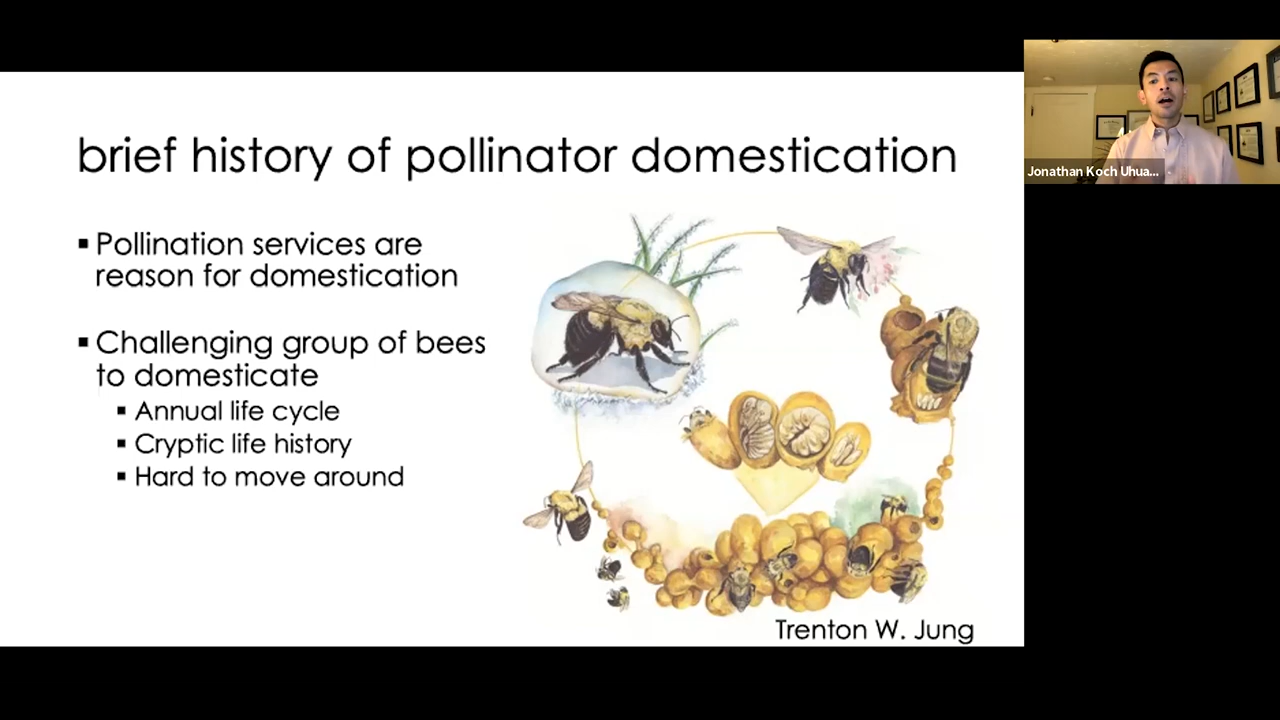 brief history of pollinator domestication
▪ Pollination services are
reason for domestication
▪ Challenging group of bees
to domesticate
▪ Annual life cycle
▪ Cryptic life history
▪ Hard to move around
Trenton W. Jung
Jonathan Koch Uhua...